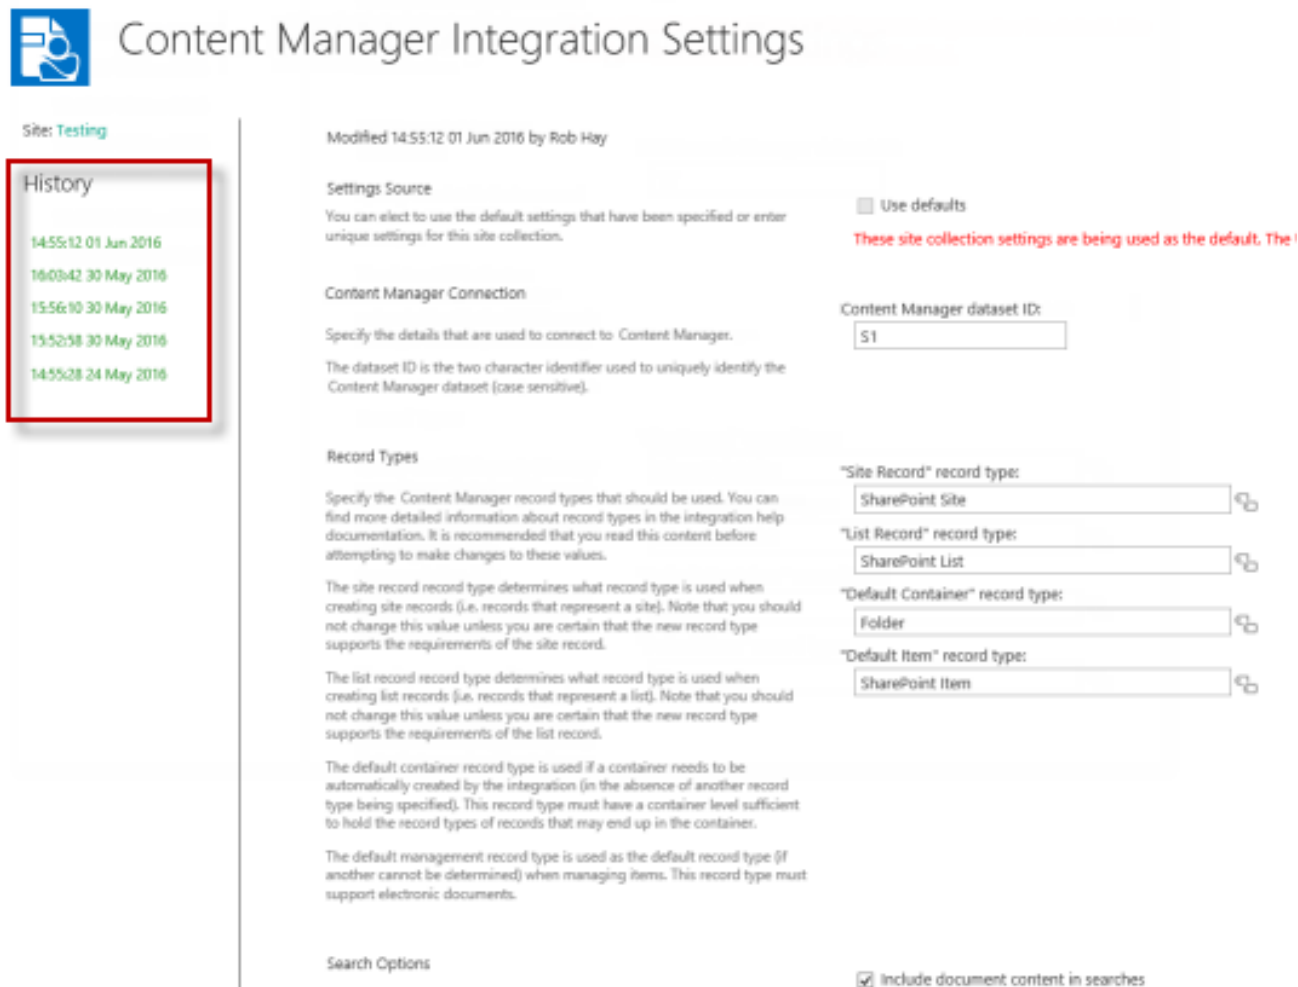 Content Manager Integration Settings
Site: Testing
History
14:55:12 01 Jun 2016
16:03:42 30 May 2016
15:56:10 30 May 2016
15:52:58 30 May 2016
14:55:28 24 May 2016
Modified 14:55:12 01 Jun 2016 by Rob Hay
Settings Source
You can elect to use the default settings that have been specified or enter
unique settings for this site collection.
Use defaults
These site collection settings are being used as the default. The
Content Manager Connection
Specify the details that are used to connect to Content Manager.
The dataset ID is the two character identifier used to uniquely identify the
Content Manager dataset (case sensitive).
Content Manager dataset ID:
S1
Record Types
Specify the Content Manager record types that should be used. You can
find more detailed information about record types in the integration help
documentation. It is recommended that you read this content before
attempting to make changes to these values.
The site record record type determines what record type is used when
creating site records (i.e. records that represent a site). Note that you should
not change this value unless you are certain that the new record type
supports the requirements of the site record.
The list record record type determines what record type is used when
creating list records (i.e. records that represent a list). Note that you should
not change this value unless you are certain that the new record type
supports the requirements of the list record.
The default container record type is used if a container needs to be
automatically created by the integration (in the absence of another record
type being specified). This record type must have a container level sufficient
to hold the record types of records that may end up in the container.
The default management record type is used as the default record type (if
another cannot be determined) when managing items. This record type must
support electronic documents.
"Site Record" record type:
SharePoint Site
"List Record" record type:
SharePoint List
"Default Container" record type:
Folder
"Default Item" record type:
SharePoint Item
Search Options
Include document content in searches